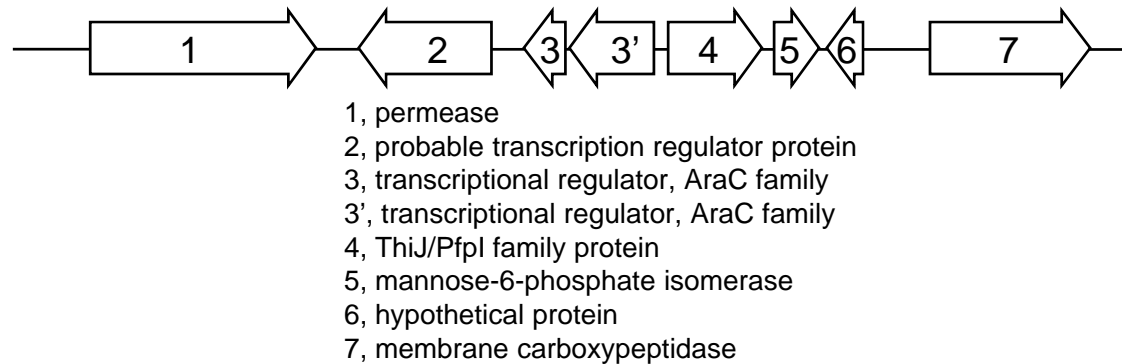 1 2 3 3’ 4 5 6 7
1, permease
2, probable transcription regulator protein
3, transcriptional regulator, AraC family
3’, transcriptional regulator, AraC family
4, ThiJ/PfpI family protein
5, mannose-6-phosphate isomerase
6, hypothetical protein
7, membrane carboxypeptidase